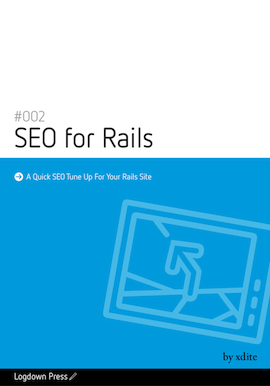 #002
SEO for Rails
A Quick SEO Tune Up For Your Rails Site
by xdite
Logdown Press